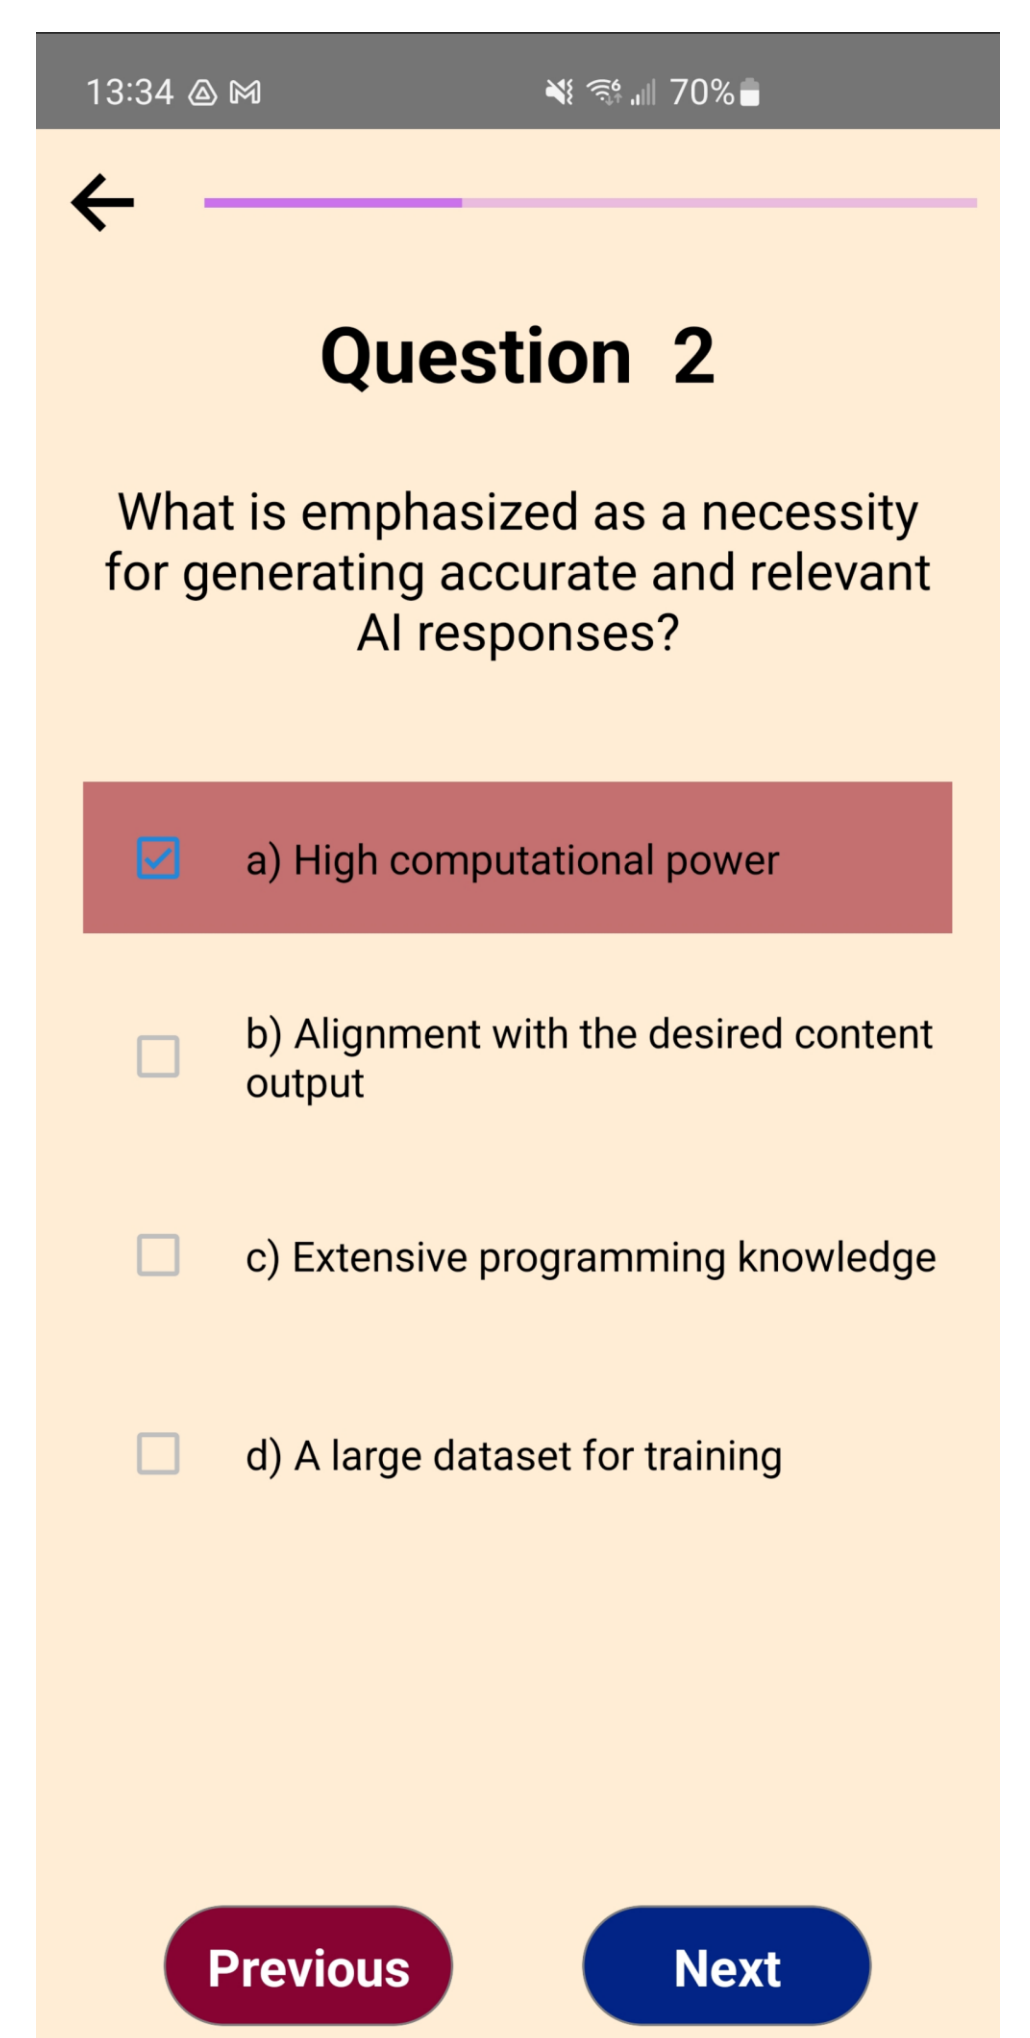 13:34 70%
Question 2
What is emphasized as a necessity
for generating accurate and relevant
AI responses?
a) High computational power
b) Alignment with the desired content
output
c) Extensive programming knowledge
d) A large dataset for training
Previous Next